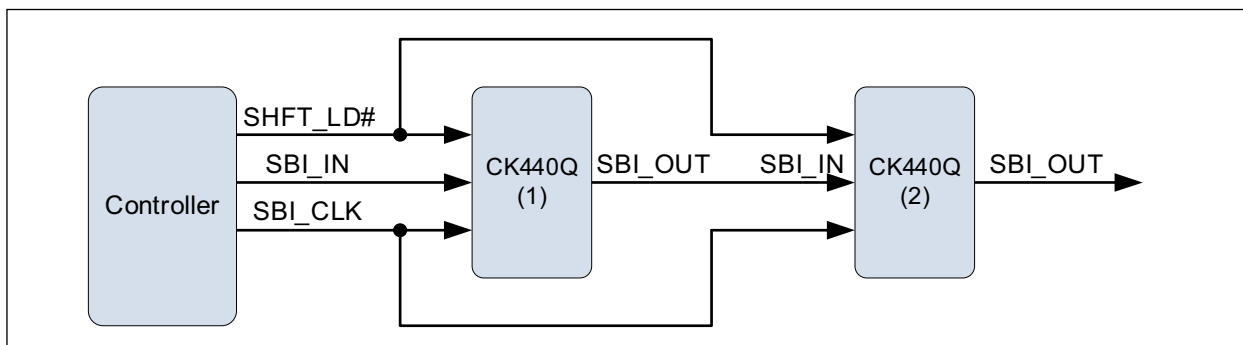 Controller
SHFT_LD#
SBI_IN
SBI_CLK
CK440Q
(1)
SBI_OUT
SBI_IN
CK440Q
(2)
SBI_OUT